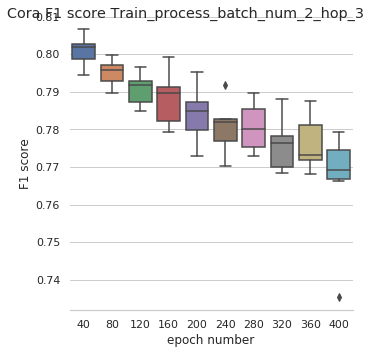 Cora F1 score Train_process_batch_num_2_hop_3
0.81
0.80
0.79
0.78
0.77
0.76
0.75
0.74
F1 score
40 80 120 160 200 240 280 320 360 400
epoch number